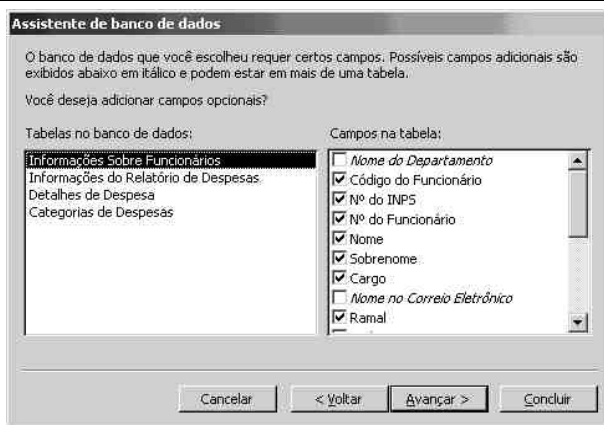 Assistente de banco de dados
O banco de dados que você escolheu requer certos campos. Possíveis campos adicionais são
exibidos abaixo em itálico e podem estar em mais de uma tabela.
Você deseja adicionar campos opcionais?
Tabelas no banco de dados:
Informações Sobre Funcionários
Informações do Relatório de Despesas
Detalhes de Despesa
Categorias de Despesas
Campos na tabela:
Nome do Departamento
Código do Funcionário
Nº do INPS
Nº do Funcionário
Nome
Sobrenome
Cargo
Nome no Correio Eletrônico
Ramal
Cancelar
< Voltar
Avançar >
Concluir